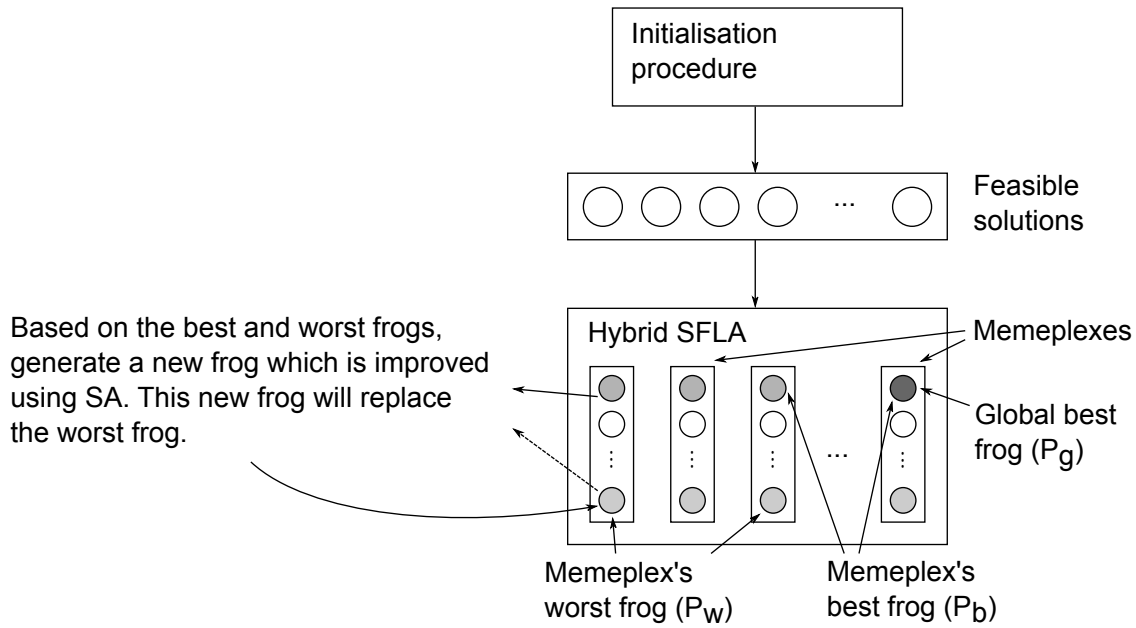 Initialisation
procedure
Feasible
solutions
...
Based on the best and worst frogs,
generate a new frog which is improved
using SA. This new frog will replace
the worst frog.
Hybrid SFLA
Memeplexes
Global best
frog (Pg)
...
Memeplex's
worst frog (Pw)
Memeplex's
best frog (Pb)